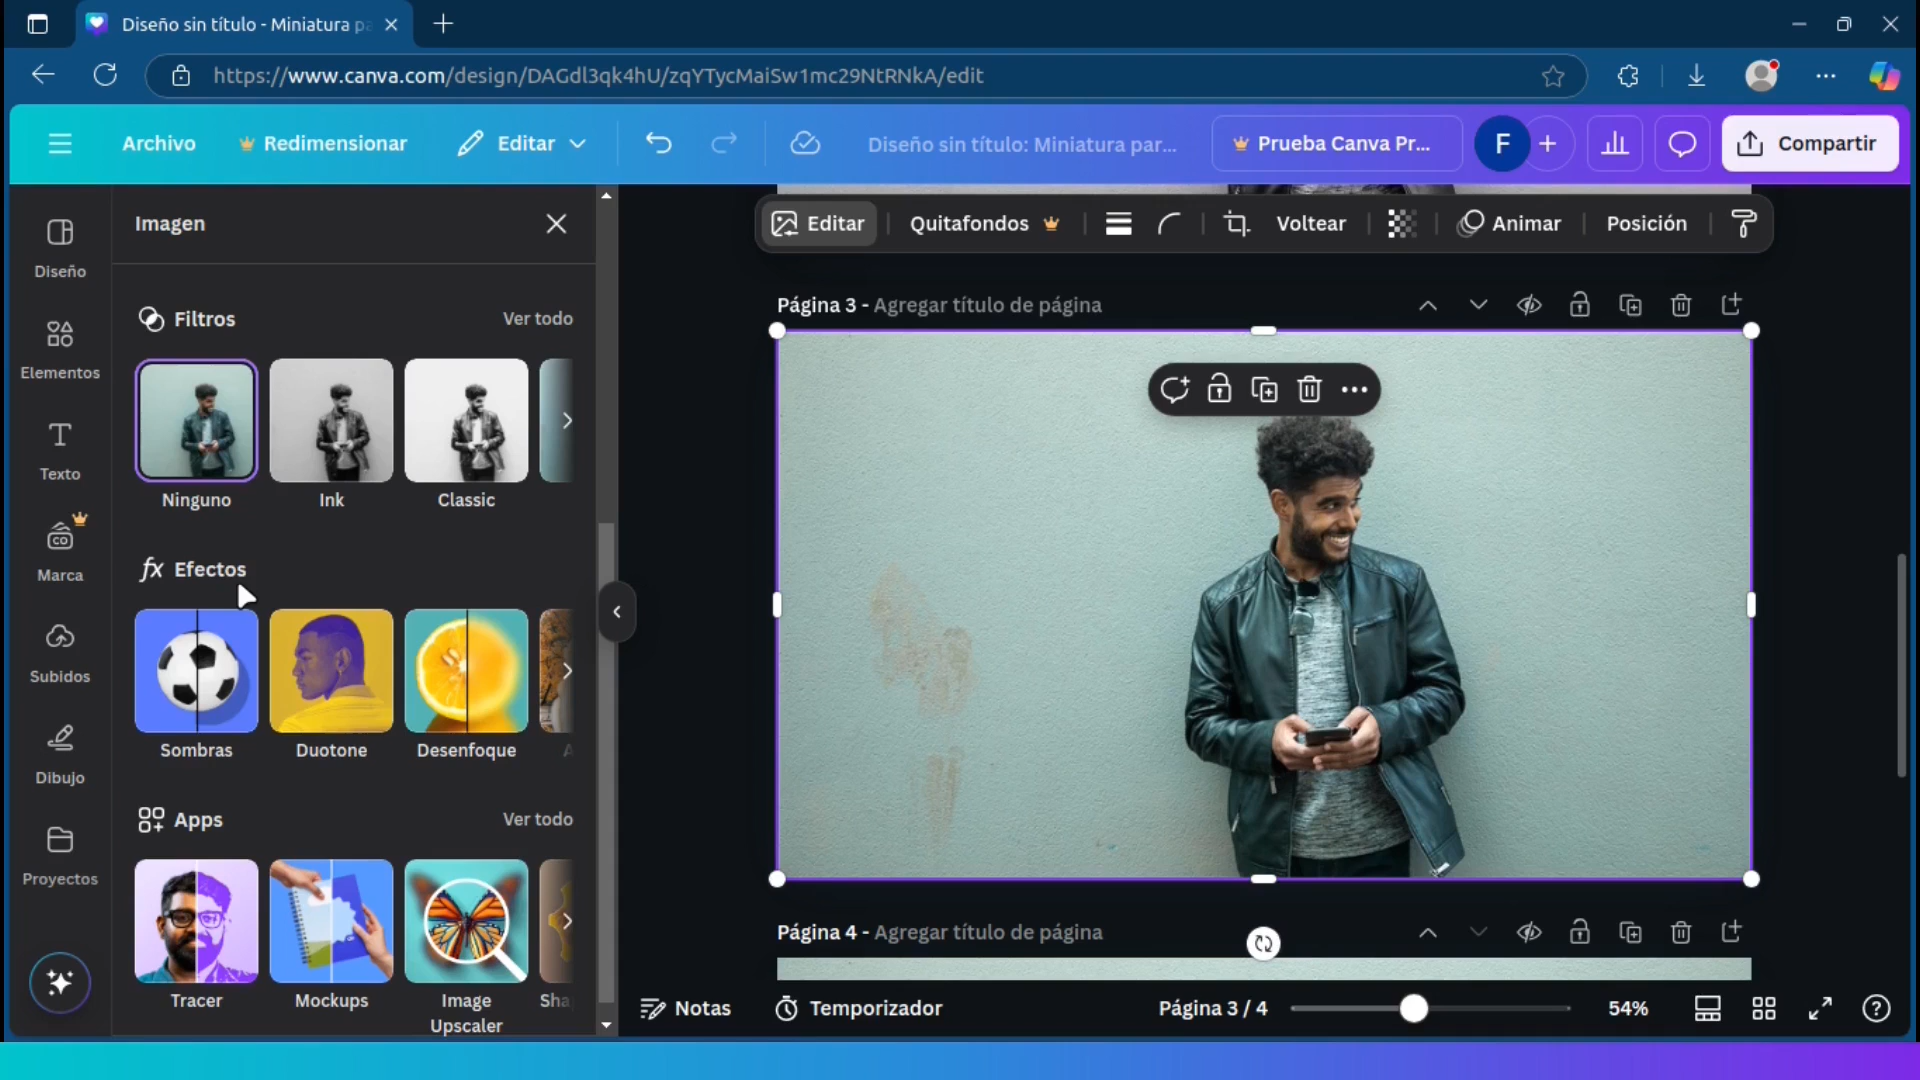 Diseño sin título - Miniatura pa
https://www.canva.com/design/DAGdl3qk4hU/zqYTycMaiSw1mc29NtRNkA/edit
Archivo
Redimensionar
Editar
Diseño sin título: Miniatura par...
Prueba Canva Pr...
F
Compartir
Imagen
Editar
Quitafondos
Voltear
Animar
Posición
Diseño
Elementos
Texto
Marca
Subidos
Dibujo
Proyectos
Filtros
Ver todo
Ninguno
Ink
Classic
fx Efectos
Sombras
Duotone
Desenfoque
A
Apps
Ver todo
Tracer
Mockups
Image
Upscaler
Sha
Página 3 - Agregar título de página
Página 4 - Agregar título de página
Notas
Temporizador
Página 3 / 4
54%